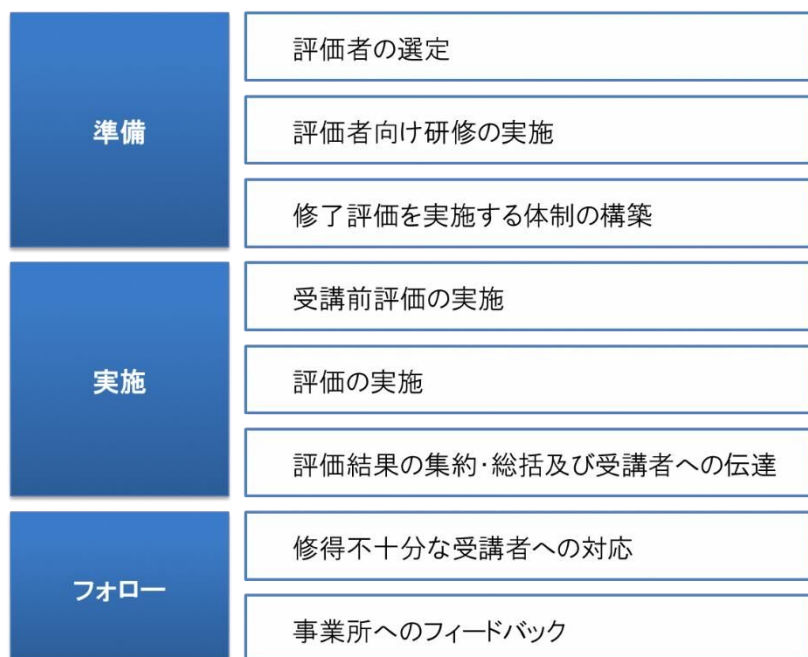 準備
評価者の選定
評価者向け研修の実施
修了評価を実施する体制の構築
実施
受講前評価の実施
評価の実施
評価結果の集約・総括及び受講者への伝達
フォロー
修得不十分な受講者への対応
事業所へのフィードバック